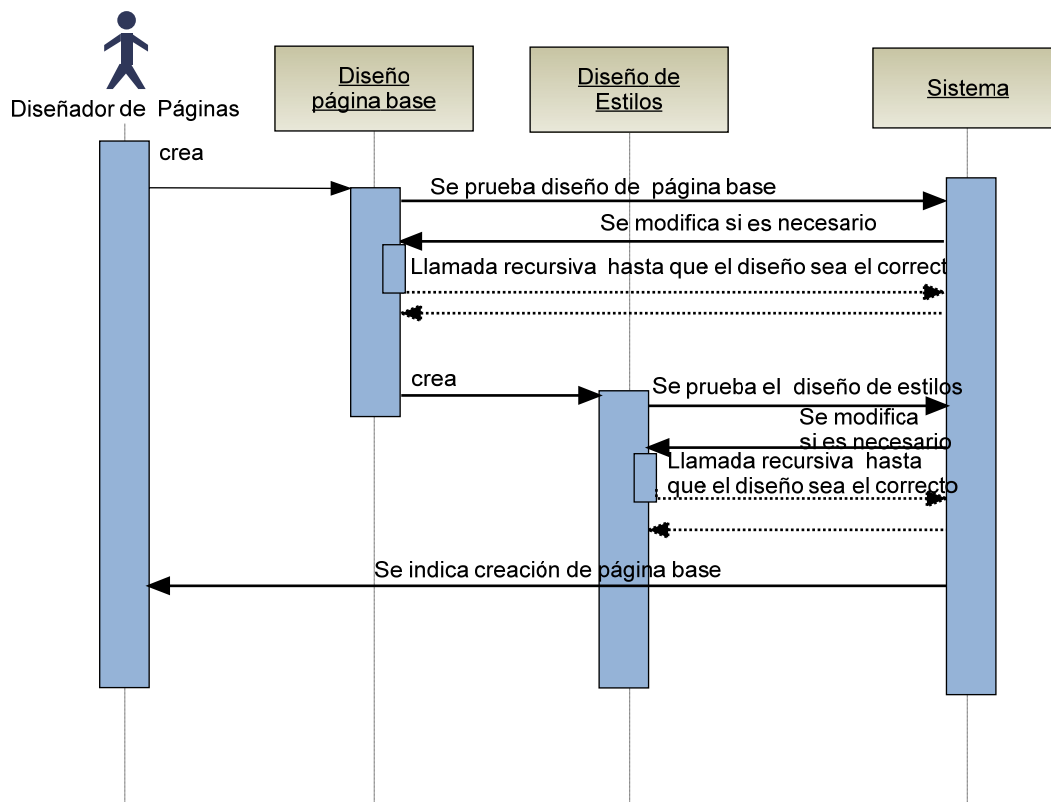 Diseño
página base
Diseño de
Estilos
Sistema
Diseñador de Páginas
crea
Se prueba diseño de página base
Se modifica si es necesario
Llamada recursiva hasta que el diseño sea el correct
crea
Se prueba el diseño de estilos
Se modifica
si es necesario
Llamada recursiva hasta
que el diseño sea el correcto
Se indica creación de página base